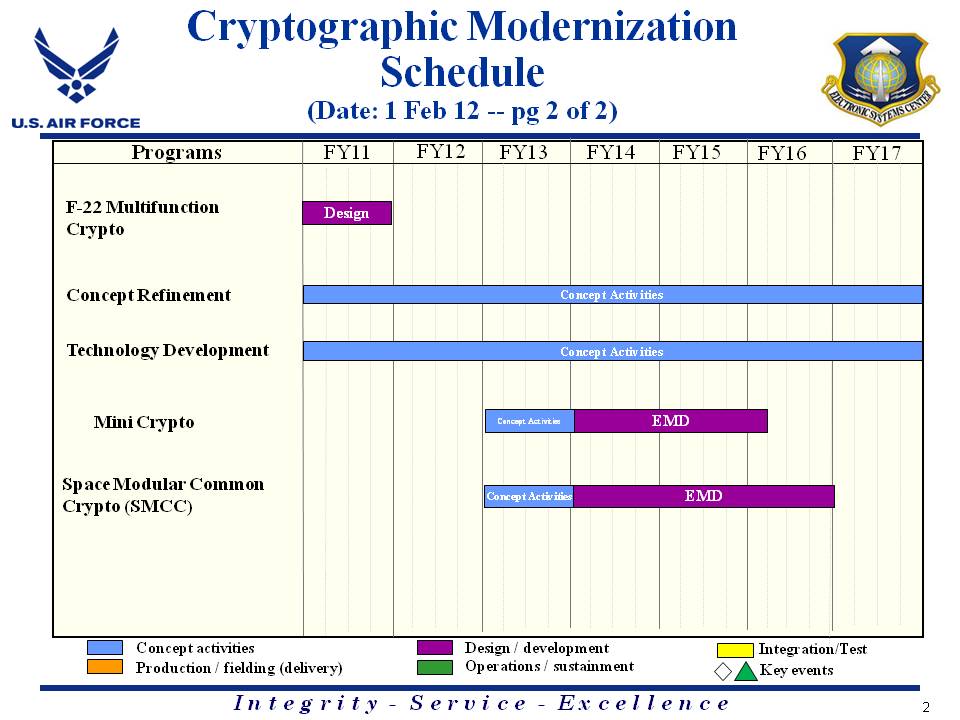 Cryptographic Modernization
Schedule
(Date: 1 Feb 12 -- pg 2 of 2)
U.S. AIR FORCE
ELECTRONIC SYSTEMS CENTER
Programs FY11 FY12 FY13 FY14 FY15 FY16 FY17
F-22 Multifunction
Crypto
Design
Concept Refinement
Concept Activities
Technology Development
Concept Activities
Mini Crypto
Concept Activities
EMD
Space Modular Common
Crypto (SMCC)
Concept Activities
EMD
Concept activities
Design / development
Integration/Test
Production / fielding (delivery)
Operations / sustainment
Key events
Integrity - Service - Excellence
2